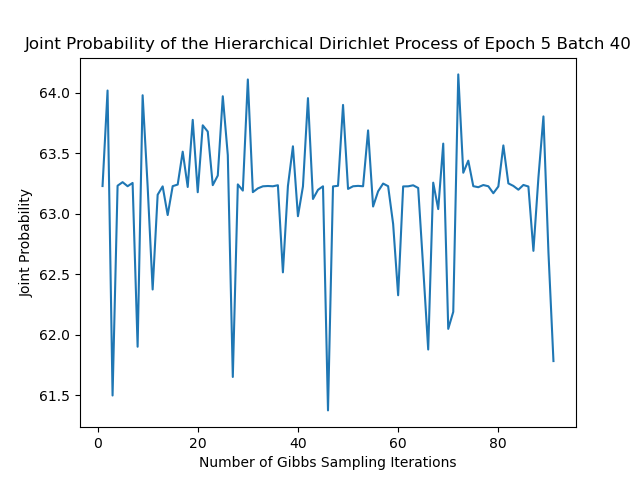 Joint Probability of the Hierarchical Dirichlet Process of Epoch 5 Batch 40
64.0
63.5
63.0
62.5
62.0
61.5
Joint Probability
0 20 40 60 80
Number of Gibbs Sampling Iterations